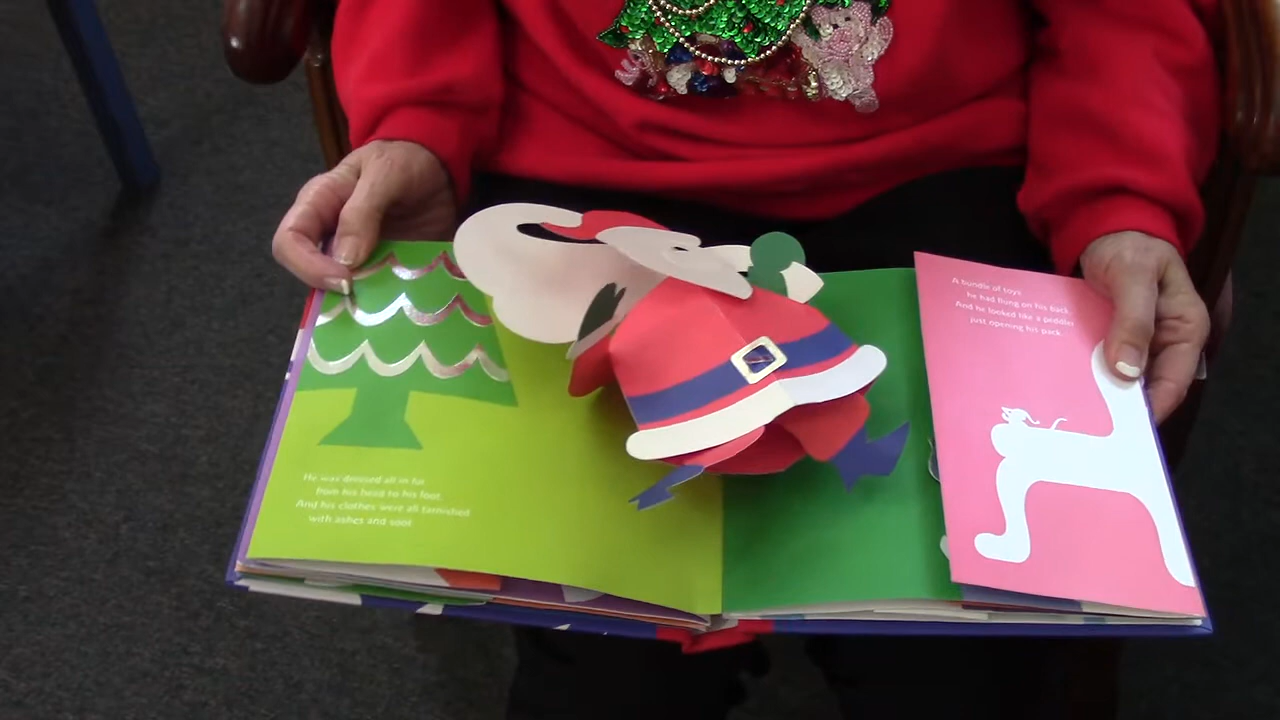 He was dressed all in fur
from his head to his foot.
And his clothes were all tarnished
with ashes and soot.
A bundle of toys
he had flung on his back,
And he looked like a peddler
just opening his pack.